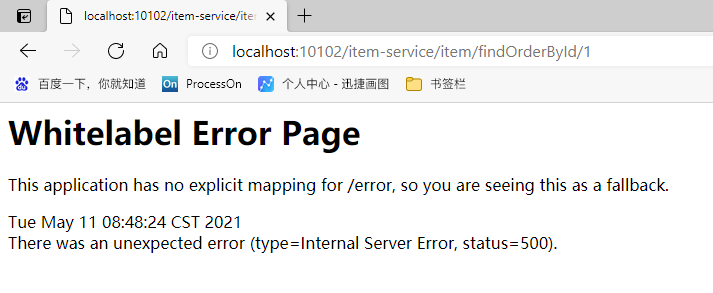 localhost:10102/item-service/iter
localhost:10102/item-service/item/findOrderById/1
百度一下，你就知道 On ProcessOn 个人中心 - 迅捷画图 书签栏
Whitelabel Error Page
This application has no explicit mapping for /error, so you are seeing this as a fallback.
Tue May 11 08:48:24 CST 2021
There was an unexpected error (type=Internal Server Error, status=500).